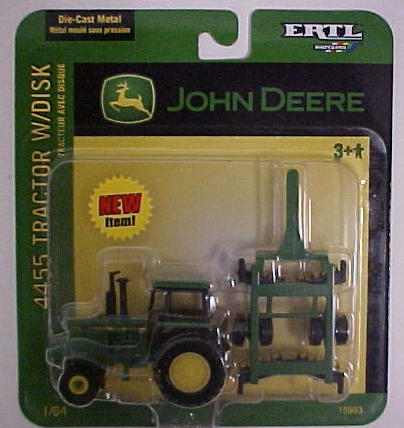 Die-Cast Metal
Métal moulé sous pression
ERTL
JOHN DEERE
4455 TRACTOR W/DISK
TRACTEUR AVEC DISQUE
3+
NEW
Item!
1/64